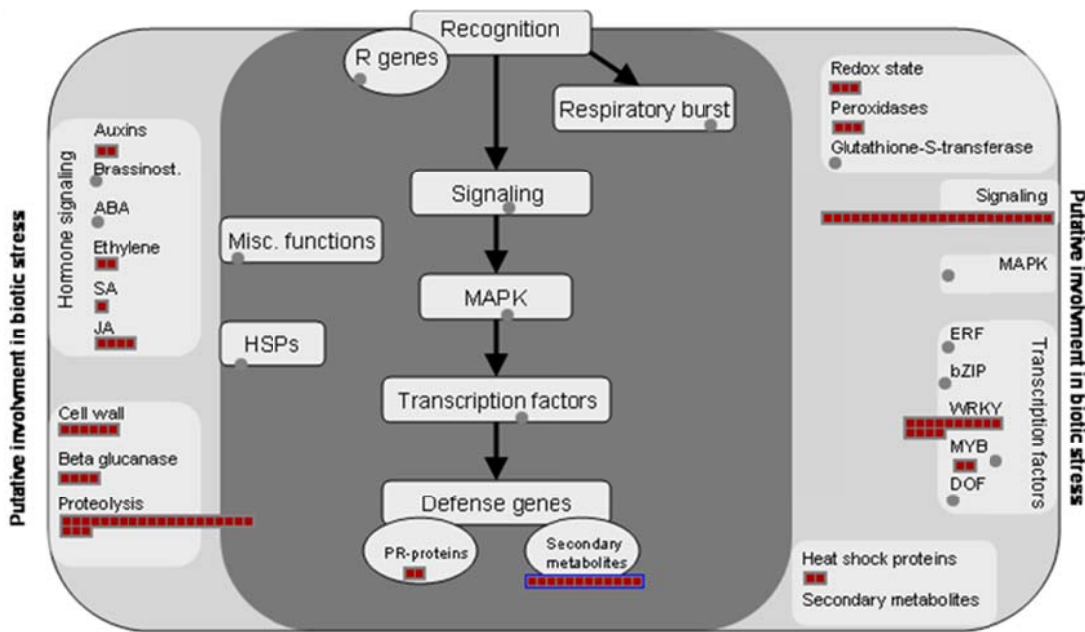 Recognition
R genes
Respiratory burst
Signaling
Misc. functions
MAPK
HSPs
Transcription factors
Defense genes
PR-proteins
Secondary
metabolites
Putative involvment in biotic stress
Hormone signaling
Auxins
Brassinost.
ABA
Ethylene
SA
JA
Cell wall
Beta glucanase
Proteolysis
Redox state
Peroxidases
Glutathione-S-transferase
Signaling
MAPK
ERF
bZIP
WRKY
MYB
DOF
Transcription factors
Heat shock proteins
Secondary metabolites
Putative involvment in biotic stress